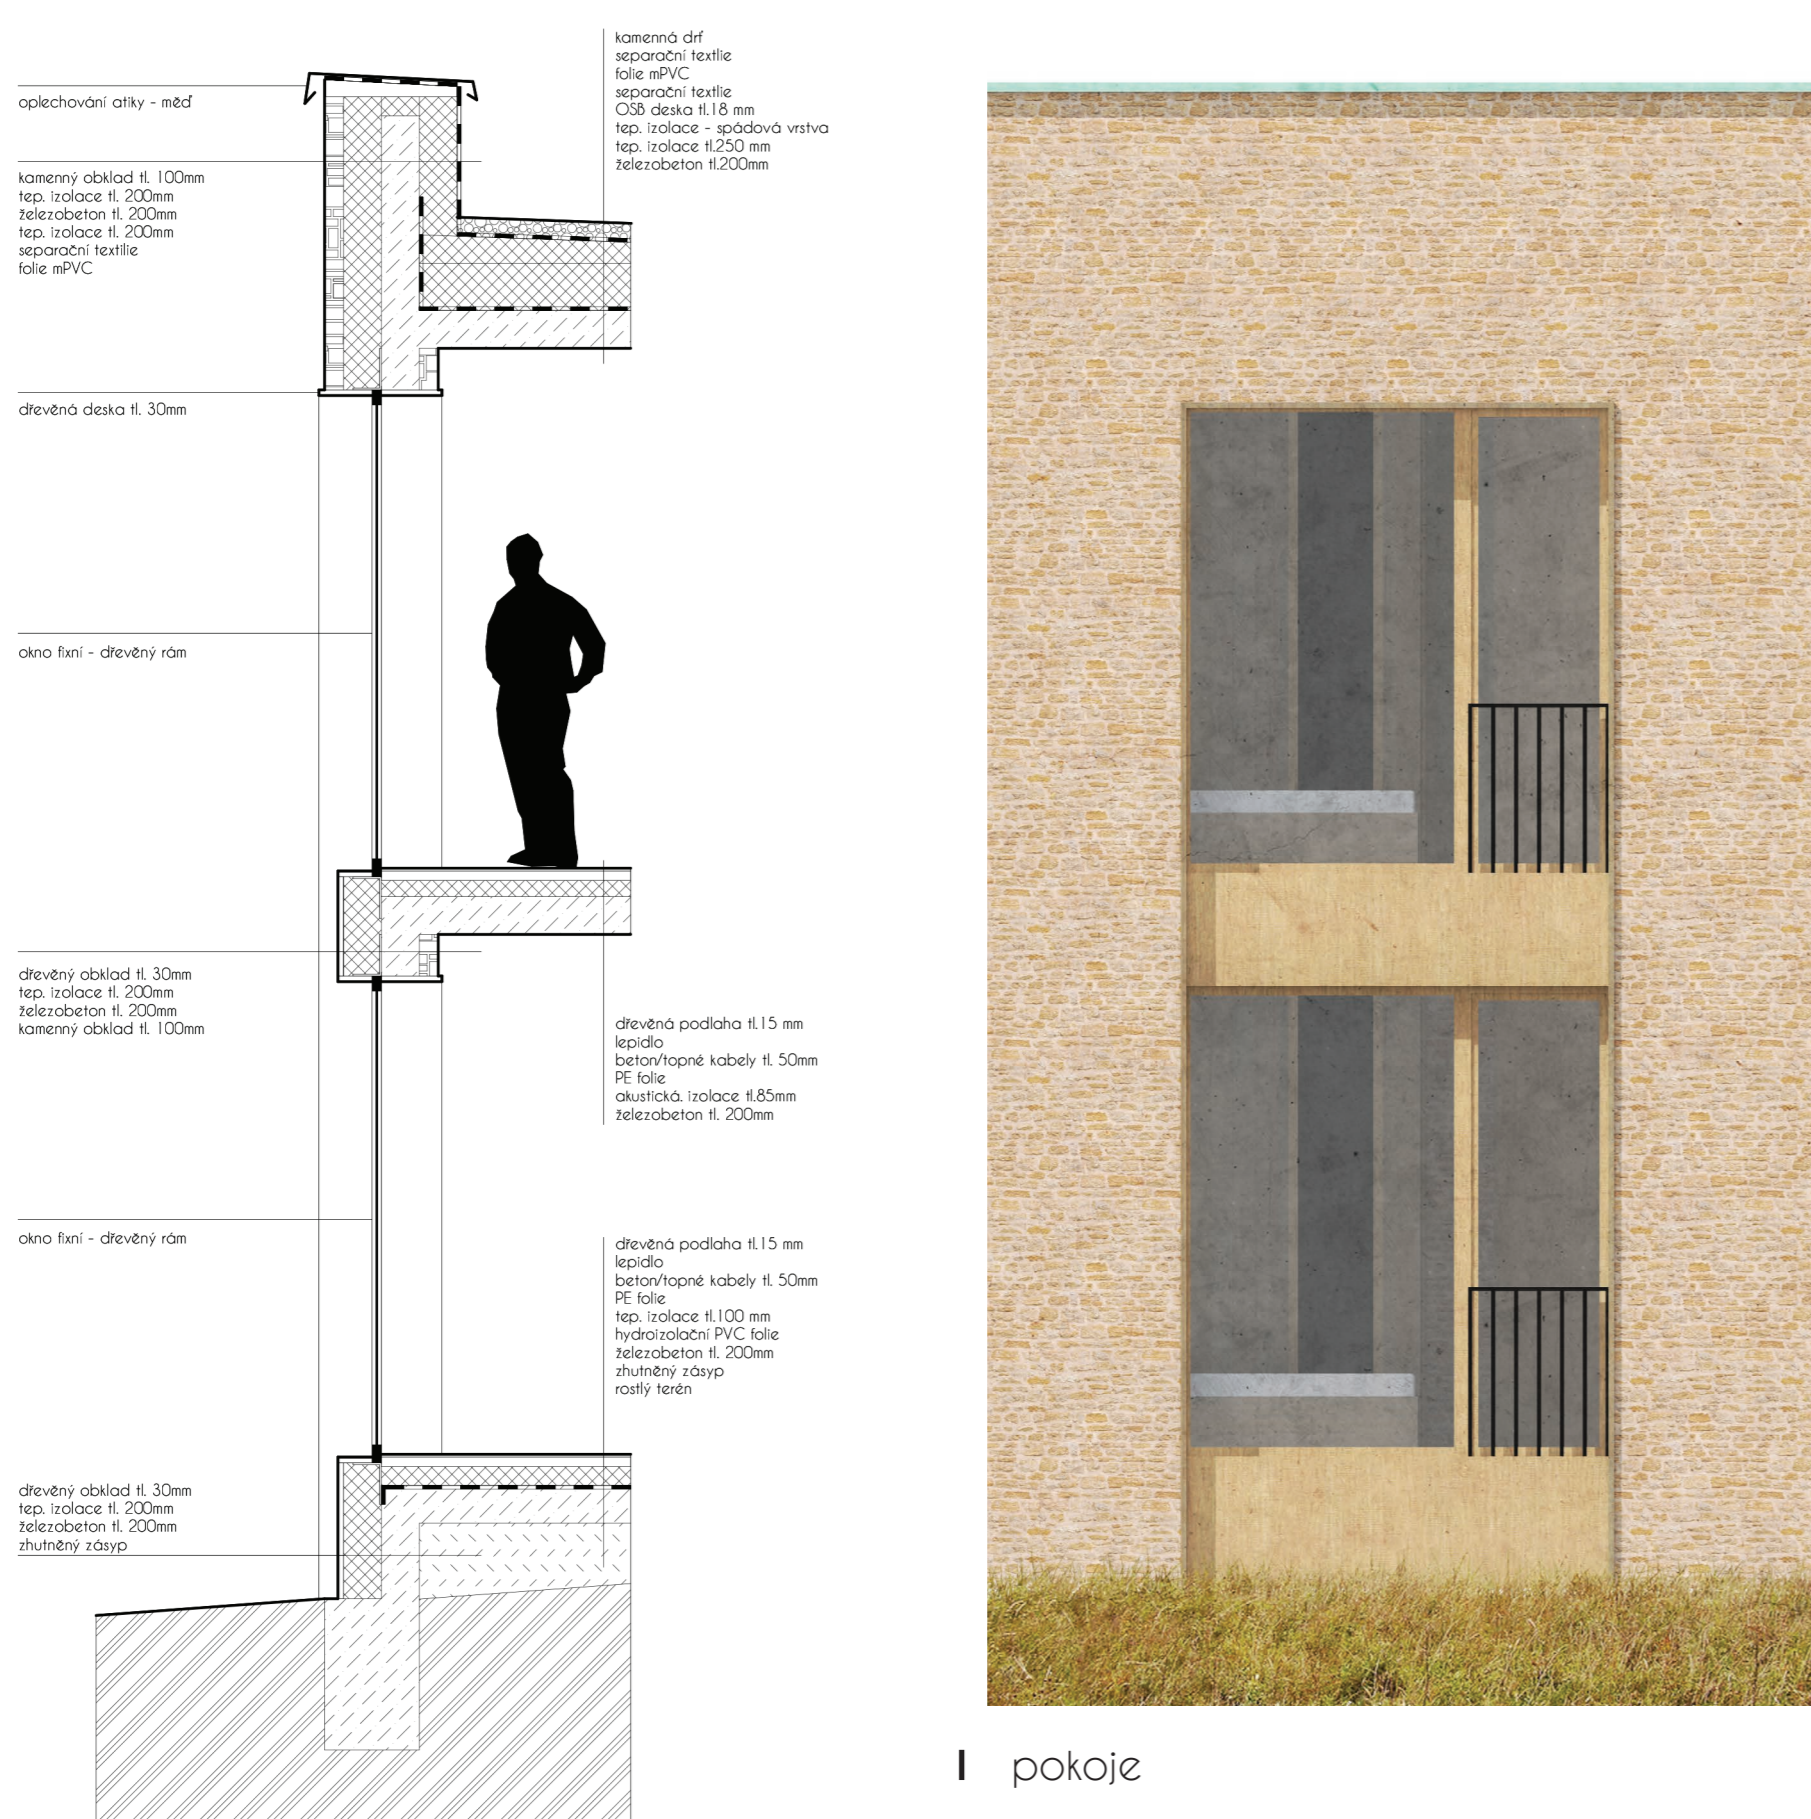 oplechování atiky - měď
kamenný obklad tl. 100mm
tep. izolace tl. 200mm
železobeton tl. 200mm
tep. izolace tl. 200mm
separační textilie
folie mPVC
dřevěná deska tl. 30mm
okno fixní - dřevěný rám
dřevěný obklad tl. 30mm
tep. izolace tl. 200mm
železobeton tl. 200mm
kamenný obklad tl. 100mm
okno fixní - dřevěný rám
dřevěný obklad tl. 30mm
tep. izolace tl. 200mm
železobeton tl. 200mm
zhutněný zásyp
kamenná drť
separační textlie
folie mPVC
separační textlie
OSB deska tl.18 mm
tep. izolace - spádová vrstva
tep. izolace tl.250 mm
železobeton tl.200mm
dřevěná podlaha tl.15 mm
lepidlo
beton/topné kabely tl. 50mm
PE folie
akustická. izolace tl.85mm
železobeton tl. 200mm
dřevěná podlaha tl.15 mm
lepidlo
beton/topné kabely tl. 50mm
PE folie
tep. izolace tl.100 mm
hydroizolační PVC folie
železobeton tl. 200mm
zhutněný zásyp
rostlý terén
I pokoje